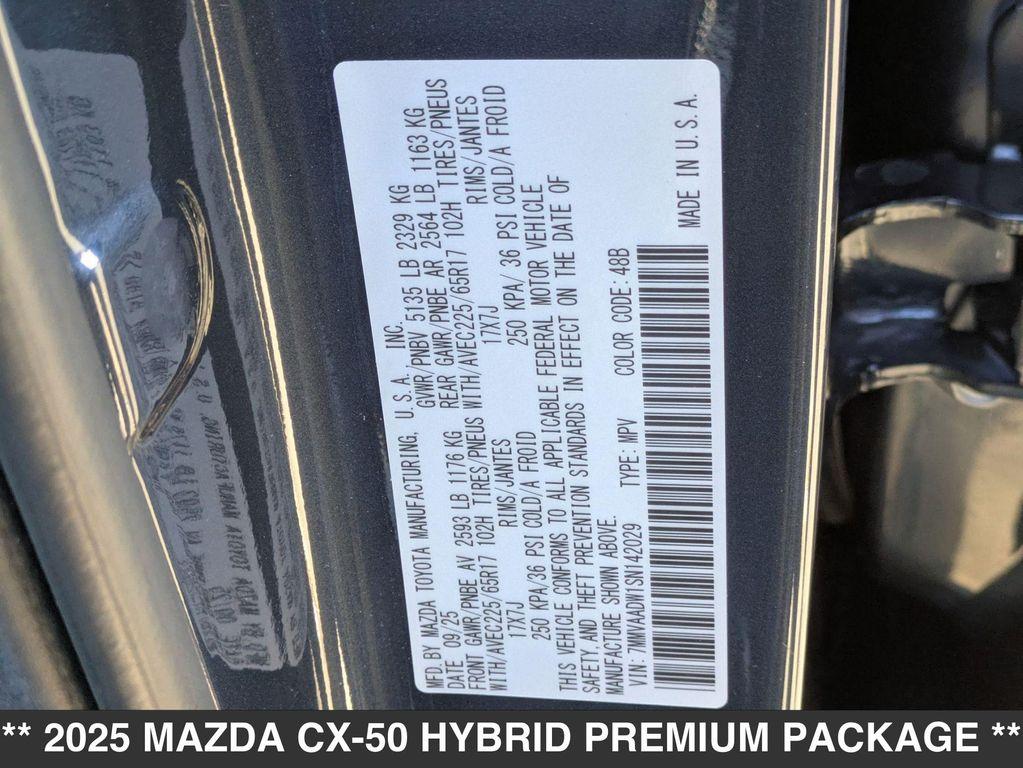 MFD. BY MAZDA TOYOTA MANUFACTURING, U.S.A., INC.
DATE 09/25 GVWR/PNBV 5135 LB 2329 KG
FRONT GAWR/PNBE AV 2593 LB 1176 KG REAR GAWR/PNBE AR 2564 LB 1163 KG
WITH/AVEC225/65R17 102H TIRES/PNEUS WITH/AVEC225/65R17 102H TIRES/PNEUS
17X7J RIMS/JANTES 17X7J RIMS/JANTES
250 KPA/36 PSI COLD/A FROID 250 KPA/36 PSI COLD/A FROID
THIS VEHICLE CONFORMS TO ALL APPLICABLE FEDERAL MOTOR VEHICLE
SAFETY, AND THEFT PREVENTION STANDARDS IN EFFECT ON THE DATE OF
MANUFACTURE SHOWN ABOVE.
VIN: 7MMVAADW1SN142029 TYPE: MPV COLOR CODE: 48B
MADE IN U.S.A.
** 2025 MAZDA CX-50 HYBRID PREMIUM PACKAGE **